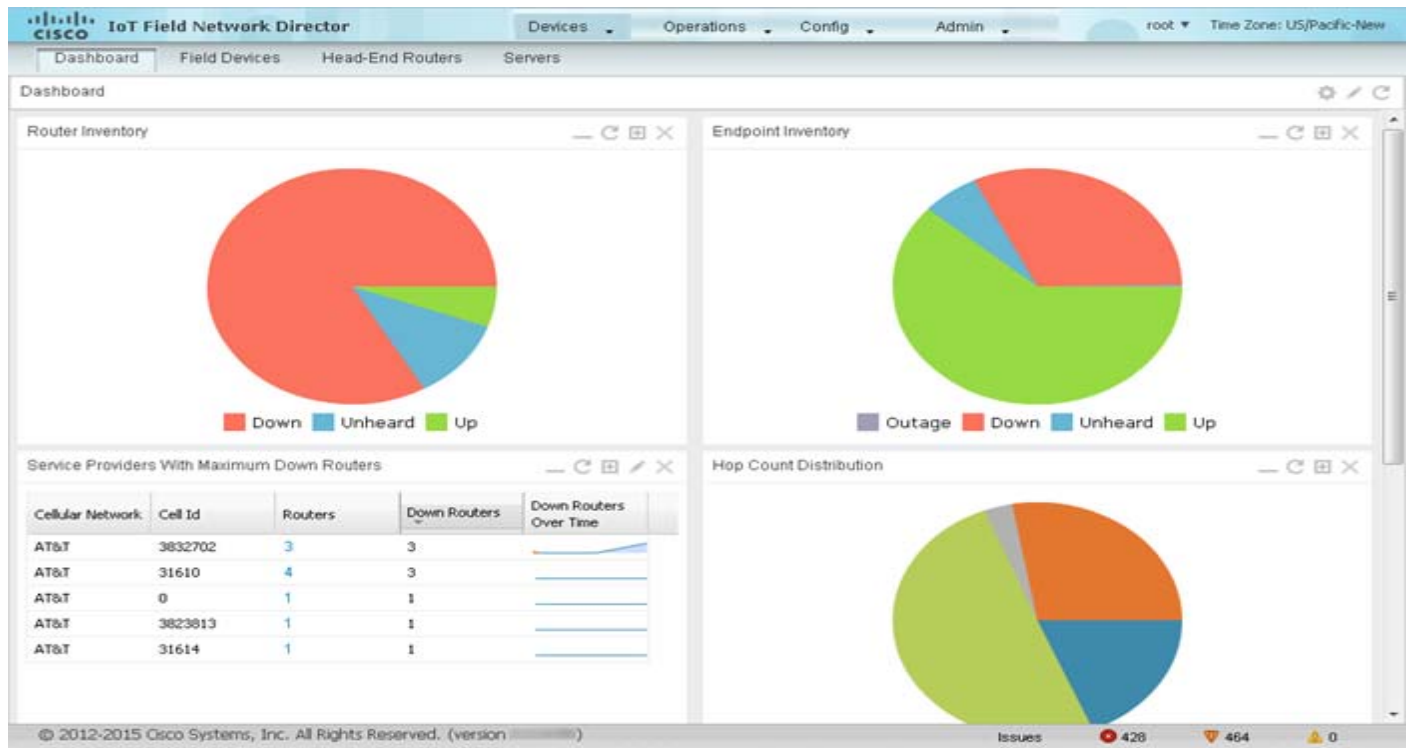 CISCO IoT Field Network Director Devices Operations Config Admin root Time Zone: US/Pacific-New
Dashboard Field Devices Head-End Routers Servers
Dashboard
Router Inventory
Down Unheard Up
Endpoint Inventory
Outage Down Unheard Up
Service Providers With Maximum Down Routers
Cellular Network Cell Id Routers Down Routers Down Routers Over Time
AT&T 3832702 3 3
AT&T 31610 4 3
AT&T 0 1 1
AT&T 3823813 1 1
AT&T 31614 1 1
Hop Count Distribution
© 2012-2015 Cisco Systems, Inc. All Rights Reserved. (version ) Issues 428 464 0